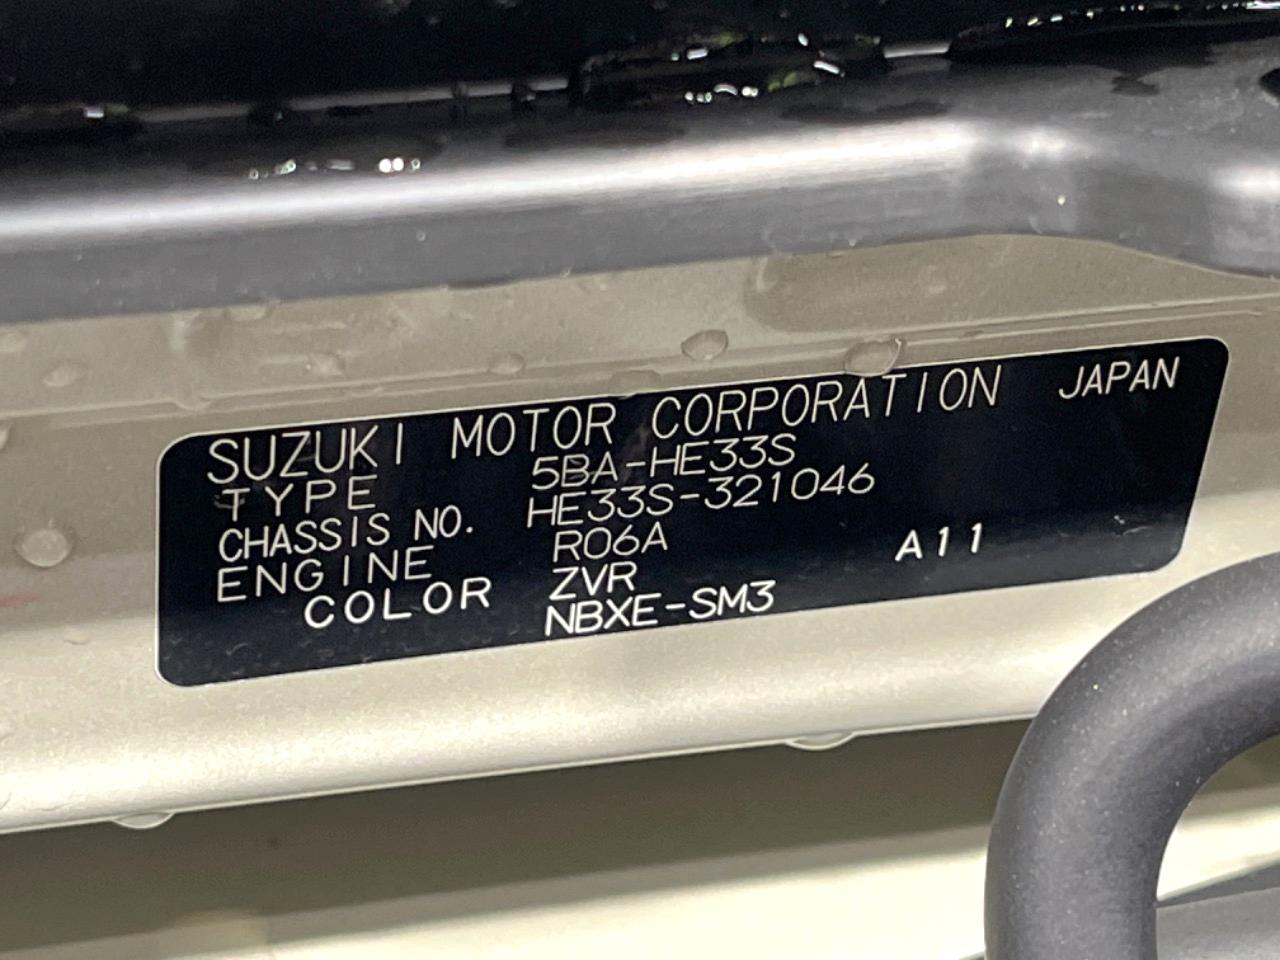 SUZUKI MOTOR CORPORATION JAPAN
TYPE 5BA-HE33S
CHASSIS NO. HE33S-321046
ENGINE R06A
COLOR ZVR A11
NBXE-SM3